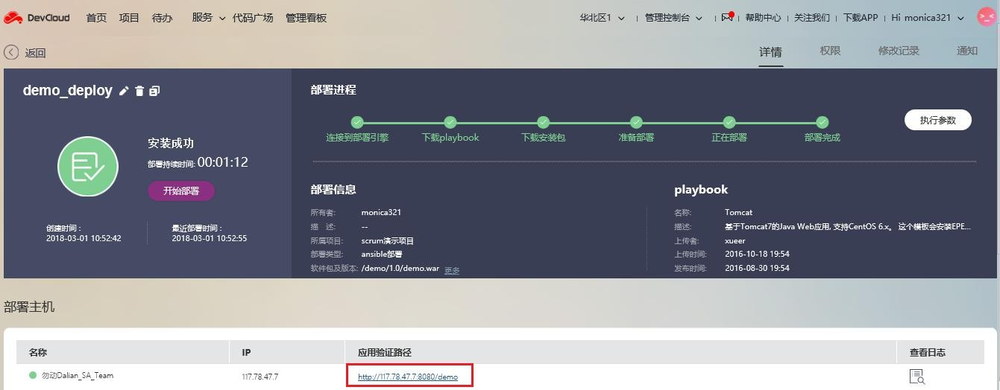 DevCloud 首页 项目 待办 服务 代码广场 管理看板 华北区1 管理控制台 帮助中心 关注我们 下载APP Hi monica321 >_<
返回 详情 权限 修改记录 通知
demo_deploy
安装成功
部署持续时间: 00:01:12
开始部署
创建时间：
2018-03-01 10:52:42
最近部署时间：
2018-03-01 10:52:55
部署进程
连接到部署引擎 下载playbook 下载安装包 准备部署 正在部署 部署完成
执行参数
部署信息
所有者: monica321
描 述: --
所属项目: scrum演示项目
部署类型: ansible部署
软件包及版本: /demo/1.0/demo.war 更多
playbook
名称: Tomcat
描述: 基于Tomcat7的Java Web应用, 支持CentOS 6.x。 这个模板会安装EPE...
上传者: xueer
上传时间: 2016-10-18 19:54
发布时间: 2016-08-30 19:54
部署主机
名称 IP 应用验证路径 查看日志
勿动Dalian_SA_Team 117.78.47.7 http://117.78.47.7:8080/demo